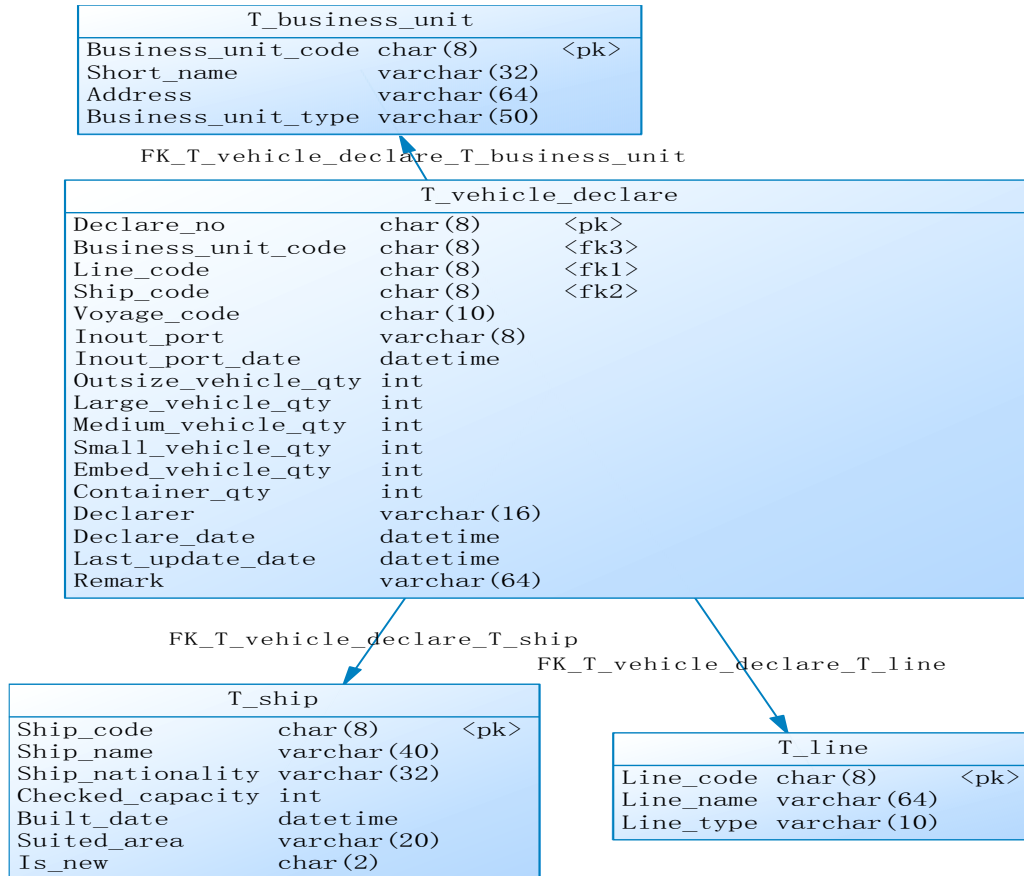 T_business_unit
Business_unit_code char(8) <pk>
Short_name varchar(32)
Address varchar(64)
Business_unit_type varchar(50)
FK_T_vehicle_declare_T_business_unit
T_vehicle_declare
Declare_no char(8) <pk>
Business_unit_code char(8) <fk3>
Line_code char(8) <fk1>
Ship_code char(8) <fk2>
Voyage_code char(10)
Inout_port varchar(8)
Inout_port_date datetime
Outsize_vehicle_qty int
Large_vehicle_qty int
Medium_vehicle_qty int
Small_vehicle_qty int
Embed_vehicle_qty int
Container_qty int
Declarer varchar(16)
Declare_date datetime
Last_update_date datetime
Remark varchar(64)
FK_T_vehicle_declare_T_ship
FK_T_vehicle_declare_T_line
T_ship
Ship_code char(8) <pk>
Ship_name varchar(40)
Ship_nationality varchar(32)
Checked_capacity int
Built_date datetime
Suited_area varchar(20)
Is_new char(2)
T_line
Line_code char(8) <pk>
Line_name varchar(64)
Line_type varchar(10)